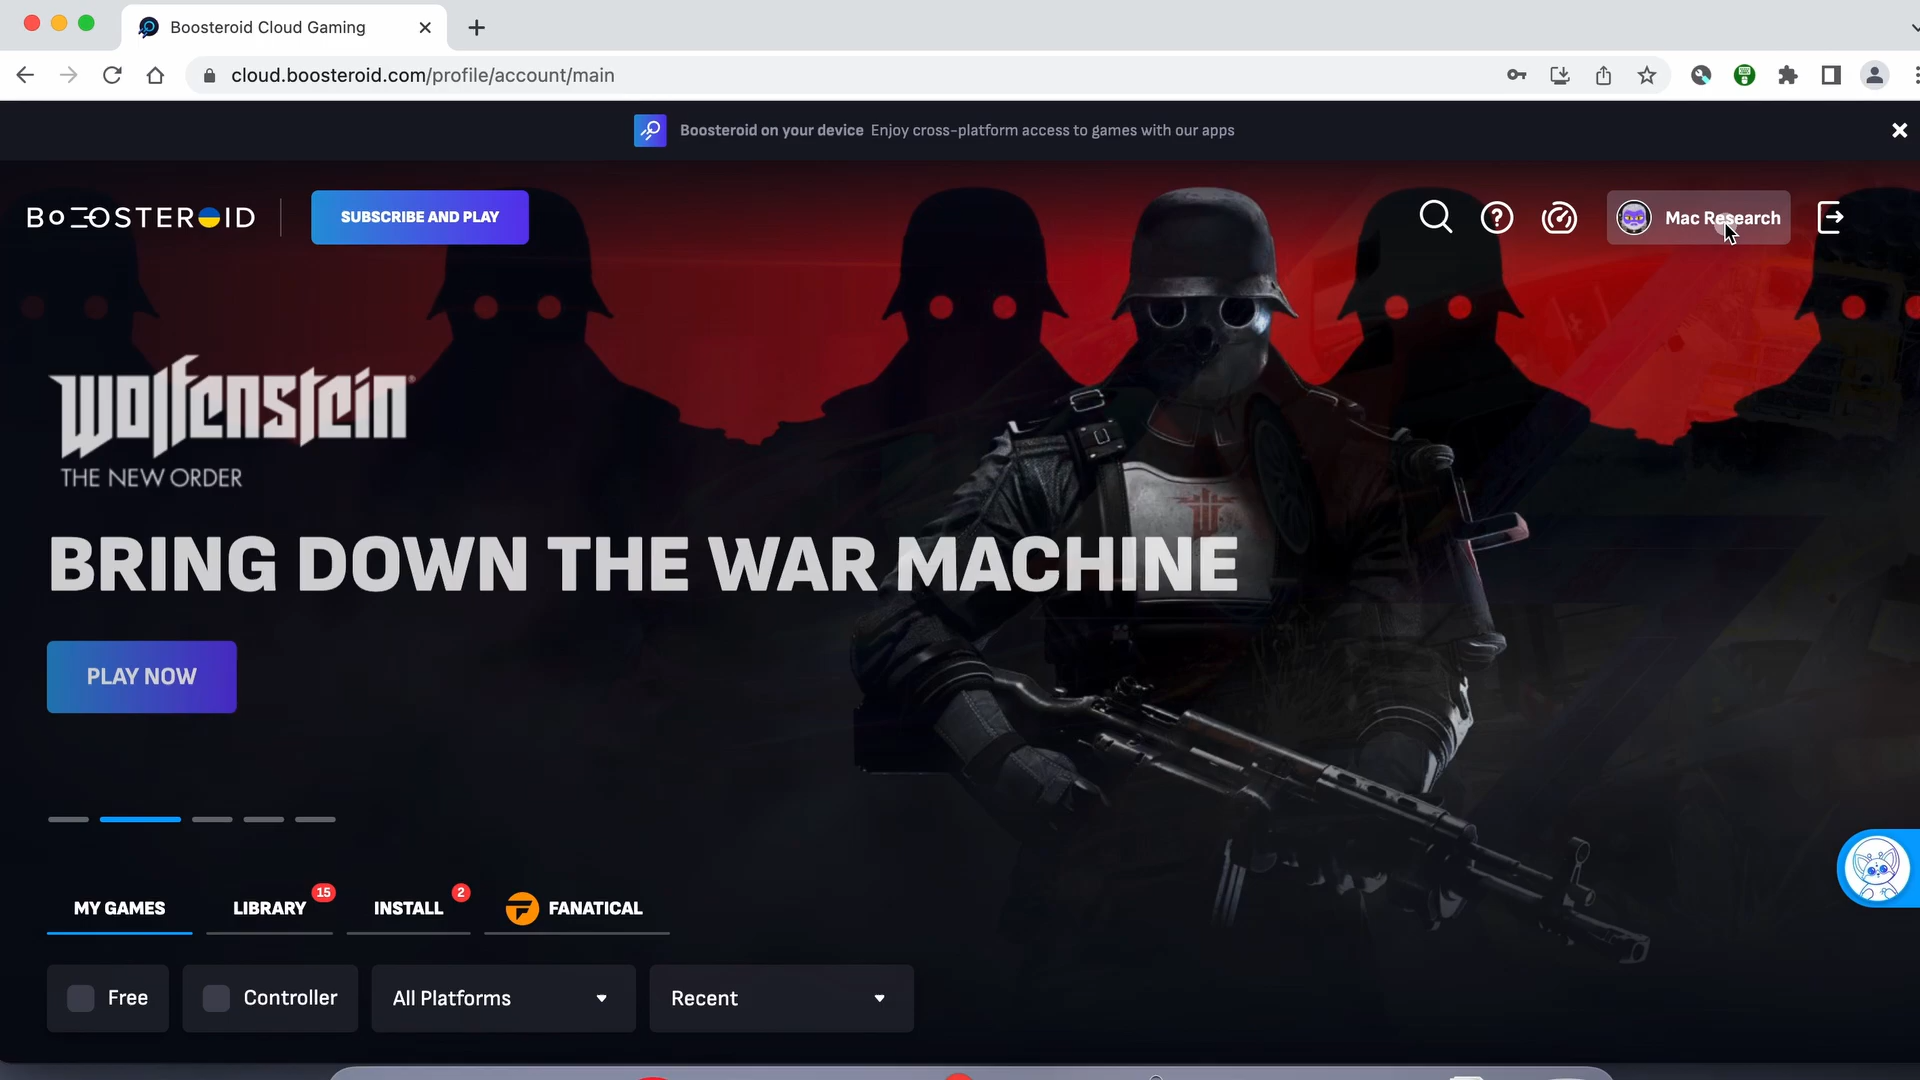 Boosteroid Cloud Gaming
cloud.boosteroid.com/profile/account/main
Boosteroid on your device Enjoy cross-platform access to games with our apps
BOOSTEROID
SUBSCRIBE AND PLAY
Mac Research
wolfenstein
THE NEW ORDER
BRING DOWN THE WAR MACHINE
PLAY NOW
MY GAMES
LIBRARY 15
INSTALL 2
FANATICAL
Free
Controller
All Platforms
Recent